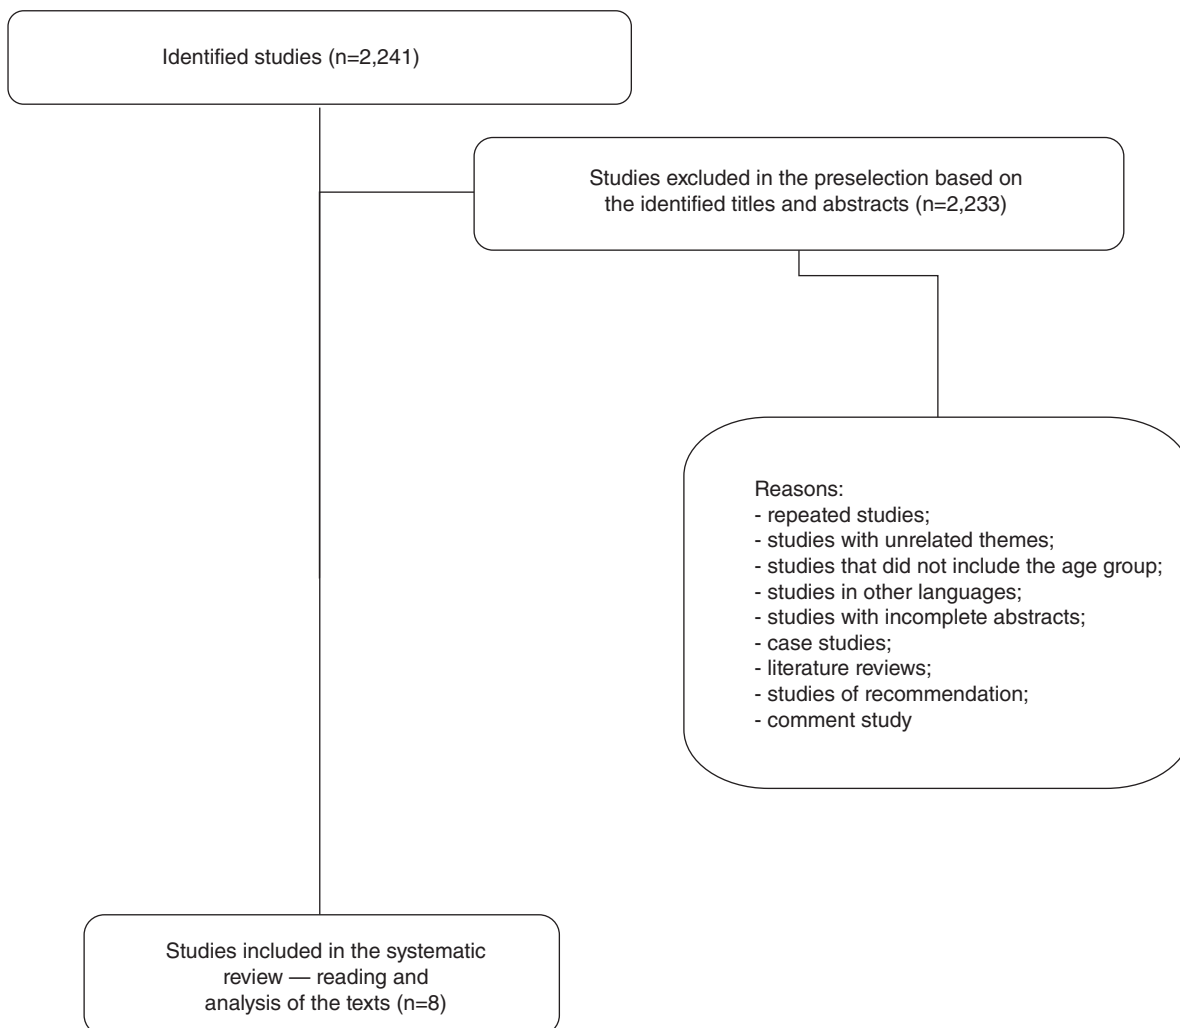 Identified studies (n=2,241)
Studies excluded in the preselection based on
the identified titles and abstracts (n=2,233)
Reasons:
- repeated studies;
- studies with unrelated themes;
- studies that did not include the age group;
- studies in other languages;
- studies with incomplete abstracts;
- case studies;
- literature reviews;
- studies of recommendation;
- comment study
Studies included in the systematic
review — reading and
analysis of the texts (n=8)